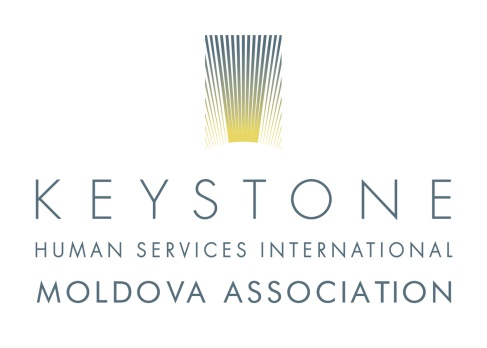 KEYSTONE
HUMAN SERVICES INTERNATIONAL
MOLDOVA ASSOCIATION